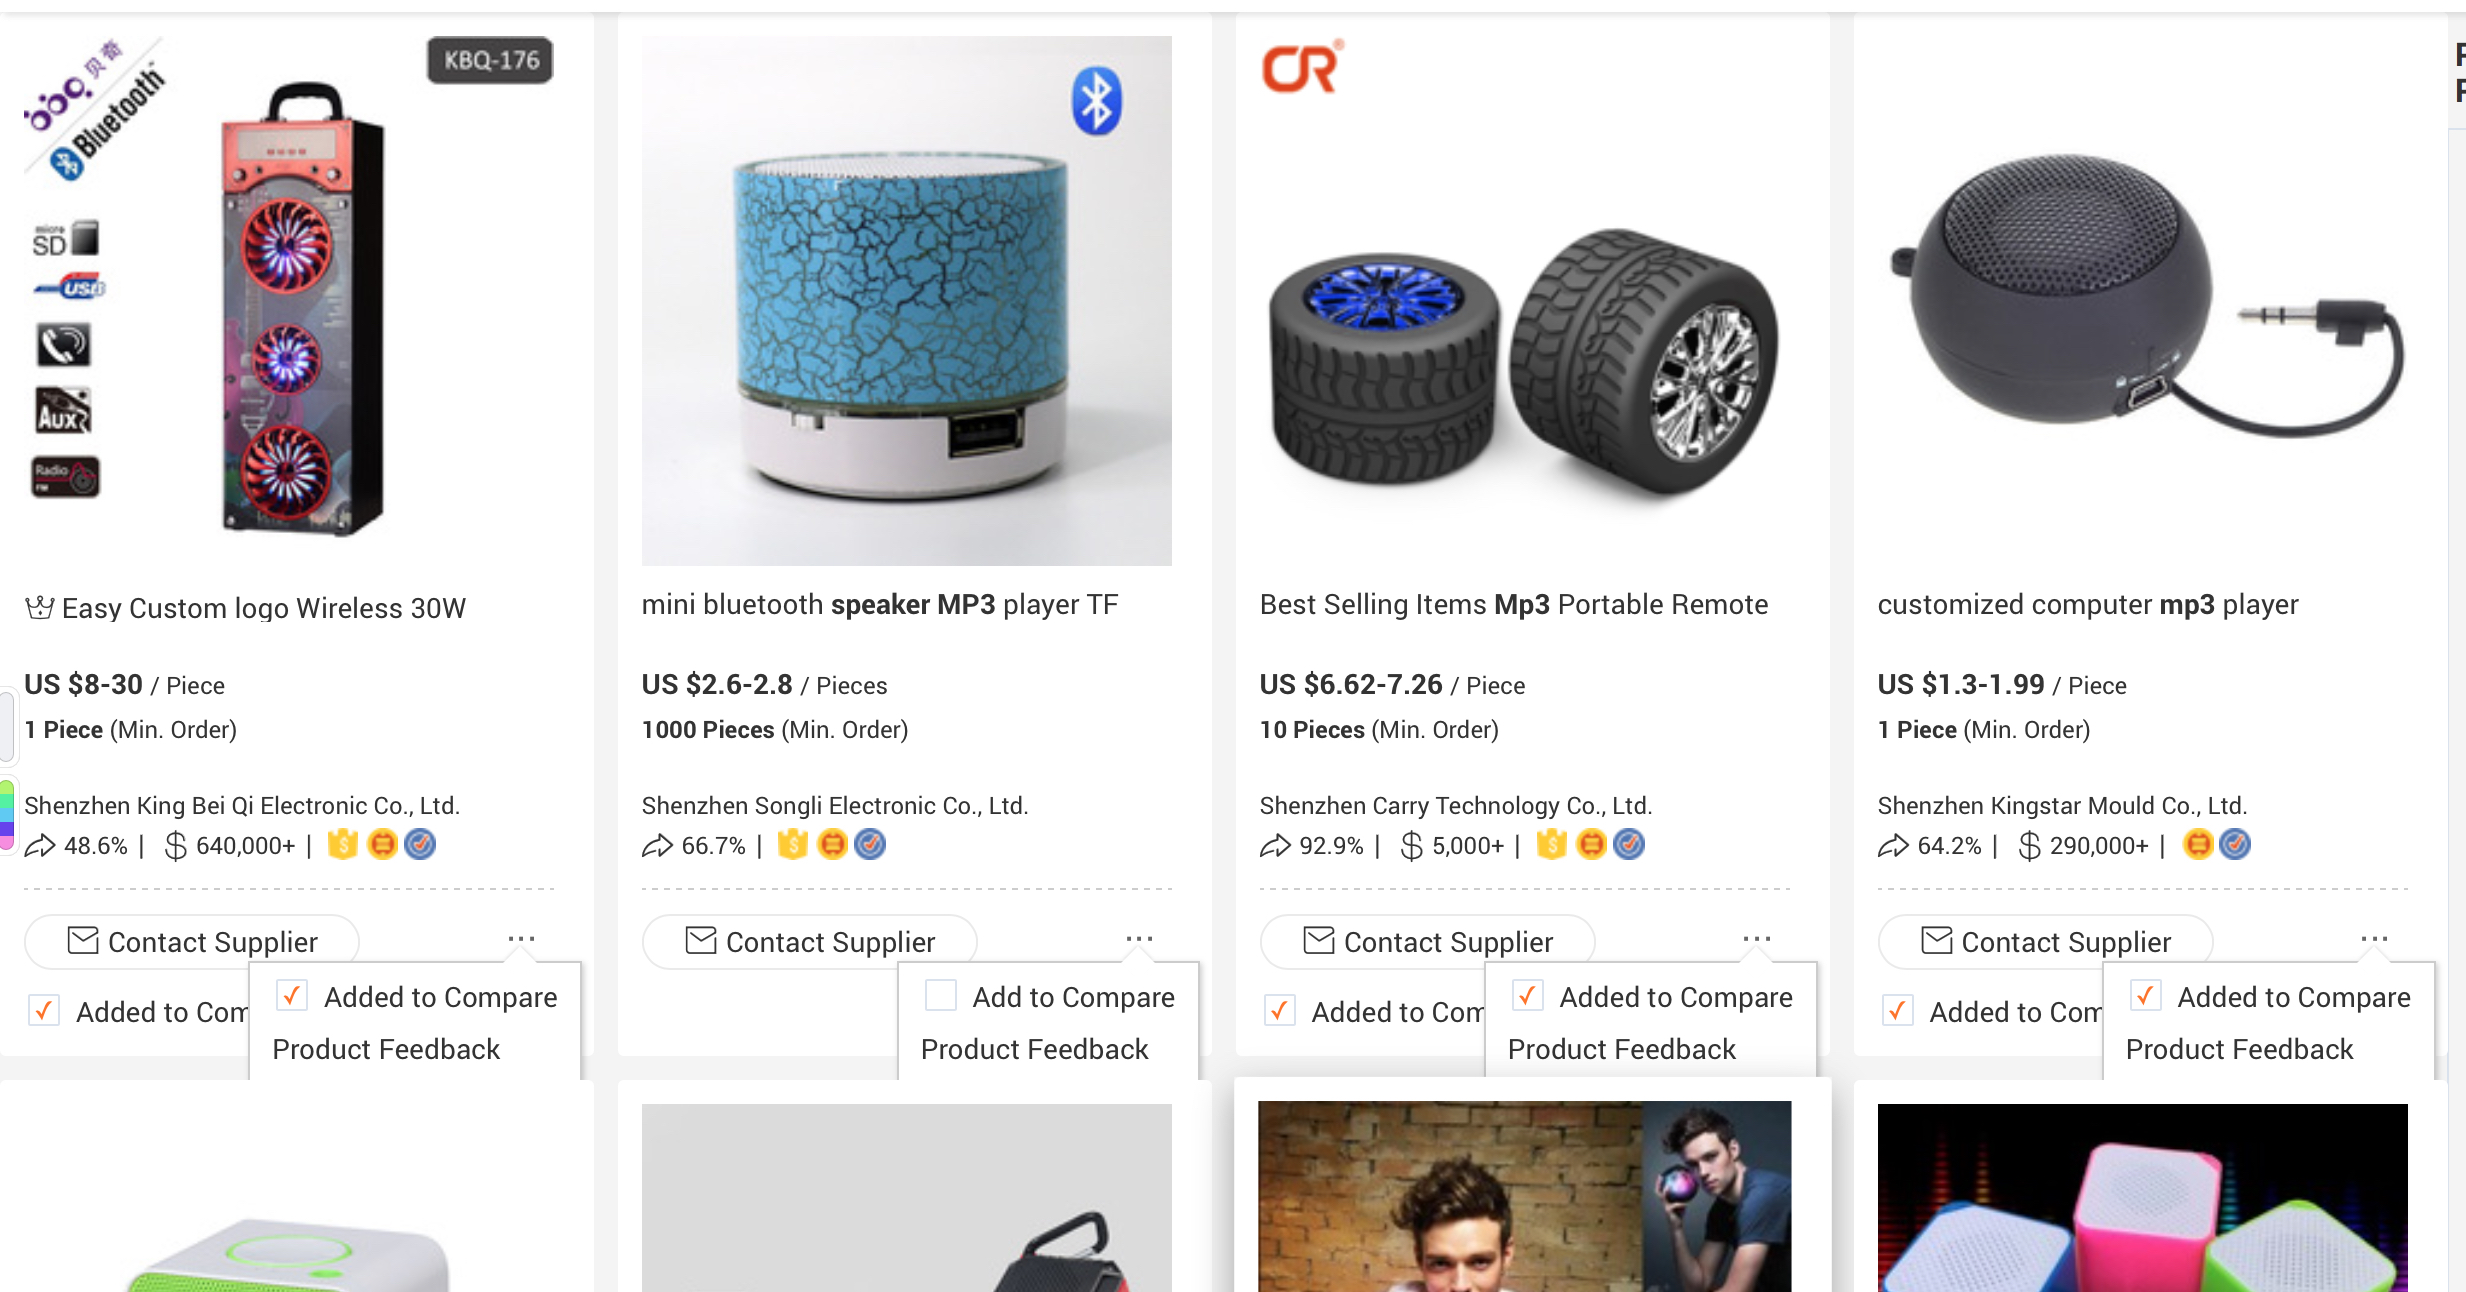 bbq 贝奇
Bluetooth
KBQ-176
micro
SD
USB
AUX
Radio
FM
Easy Custom logo Wireless 30W
US $8-30 / Piece
1 Piece (Min. Order)
Shenzhen King Bei Qi Electronic Co., Ltd.
48.6% | $ 640,000+ |
Contact Supplier
...
Added to Com
Added to Compare
Product Feedback
mini bluetooth speaker MP3 player TF
US $2.6-2.8 / Pieces
1000 Pieces (Min. Order)
Shenzhen Songli Electronic Co., Ltd.
66.7% |
Contact Supplier
...
Add to Compare
Product Feedback
CR®
Best Selling Items Mp3 Portable Remote
US $6.62-7.26 / Piece
10 Pieces (Min. Order)
Shenzhen Carry Technology Co., Ltd.
92.9% | $ 5,000+ |
Contact Supplier
...
Added to Com
Added to Compare
Product Feedback
customized computer mp3 player
US $1.3-1.99 / Piece
1 Piece (Min. Order)
Shenzhen Kingstar Mould Co., Ltd.
64.2% | $ 290,000+ |
Contact Supplier
...
Added to Com
Added to Compare
Product Feedback